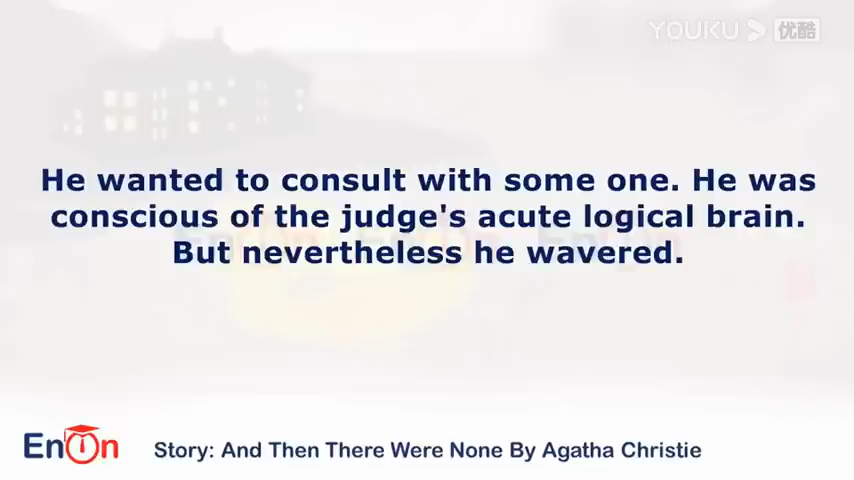 YOUKU 优酷
He wanted to consult with some one. He was
conscious of the judge's acute logical brain.
But nevertheless he wavered.
EnOn
Story: And Then There Were None By Agatha Christie